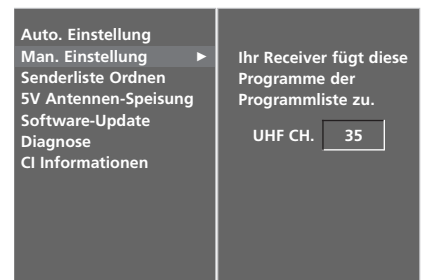 Auto. Einstellung
Man. Einstellung ►
Senderliste Ordnen
5V Antennen-Speisung
Software-Update
Diagnose
CI Informationen
Ihr Receiver fügt diese
Programme der
Programmliste zu.
UHF CH. 35